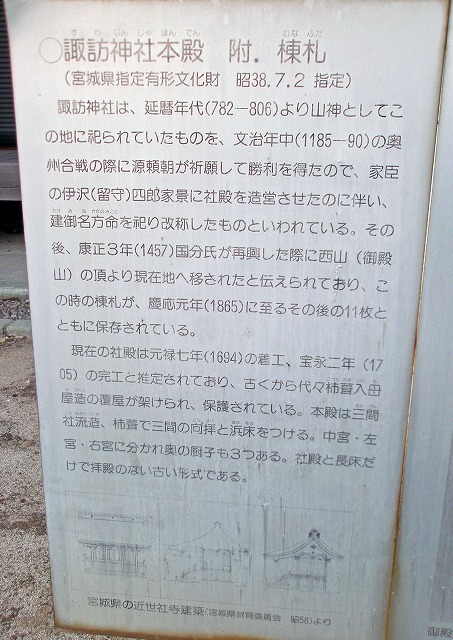 ○諏訪神社本殿 附．棟札
すわじんじゃほんでん むなふだ
(宮城県指定有形文化財 昭38.7.2 指定)
諏訪神社は、延暦年代(782―806)より山神としてこ
の地に祀られていたものを、文治年中(1185―90)の奥
州合戦の際に源頼朝が祈願して勝利を得たので、家臣
の伊沢(留守)四郎家景に社殿を造営させたのに伴い、
建御名方命を祀り改称したものといわれている。その
後、康正3年(1457)国分氏が再興した際に西山(御殿
山)の頂より現在地へ移されたと伝えられており、こ
の時の棟札が、慶応元年(1865)に至るその後の11枚と
ともに保存されている。
現在の社殿は元禄七年(1694)の着工、宝永二年(17
05)の完工と推定されており、古くから代々柿葺入母
屋造の覆屋が架けられ、保護されている。本殿は三間
社流造、柿葺で三間の向拝と浜床をつける。中宮・左
宮・右宮に分かれ奥の厨子も3つある。社殿と長床だ
けで拝殿のない古い形式である。
宮城県の近世社寺建築(宮城県教育委員会 昭58)より